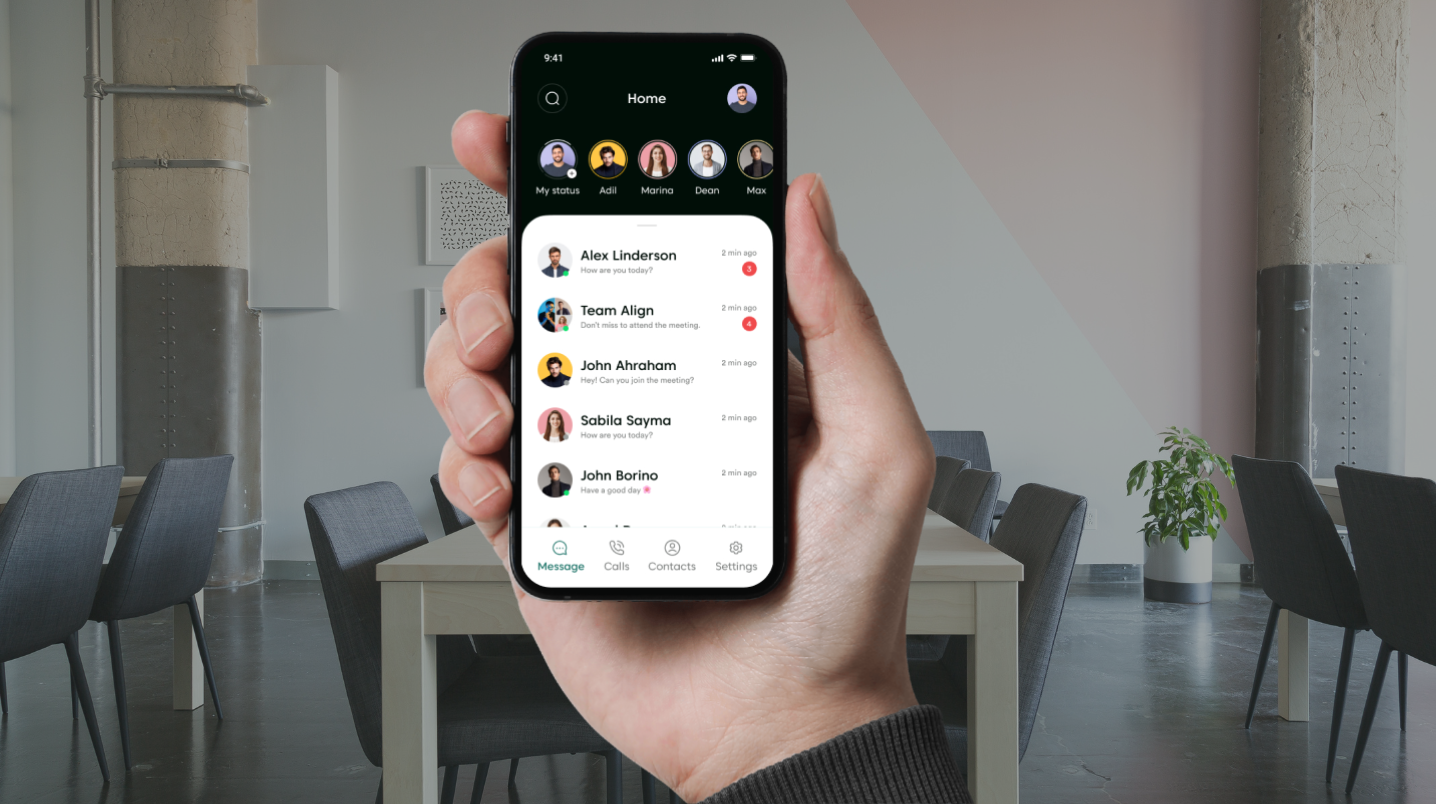 9:41
Home
My status Adil Marina Dean Max
Alex Linderson 2 min ago
How are you today? 3
Team Align 2 min ago
Don't miss to attend the meeting. 4
John Ahraham 2 min ago
Hey! Can you join the meeting?
Sabila Sayma 2 min ago
How are you today?
John Borino 2 min ago
Have a good day 🌸
2 min ago
Message Calls Contacts Settings